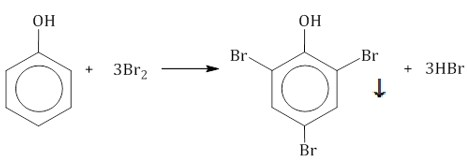 OH OH
Br Br
+ 3Br₂ ⟶ ↓ + 3HBr
Br